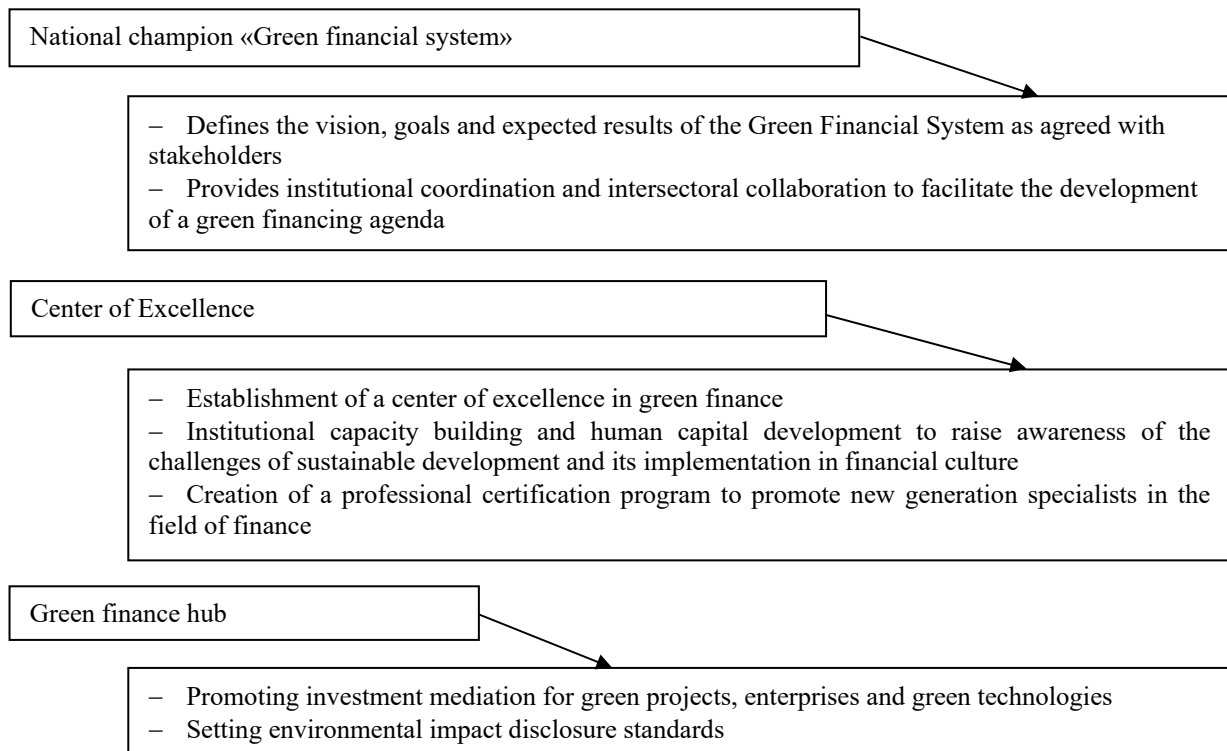 National champion «Green financial system»
– Defines the vision, goals and expected results of the Green Financial System as agreed with
stakeholders
– Provides institutional coordination and intersectoral collaboration to facilitate the development
of a green financing agenda
Center of Excellence
– Establishment of a center of excellence in green finance
– Institutional capacity building and human capital development to raise awareness of the
challenges of sustainable development and its implementation in financial culture
– Creation of a professional certification program to promote new generation specialists in the
field of finance
Green finance hub
– Promoting investment mediation for green projects, enterprises and green technologies
– Setting environmental impact disclosure standards